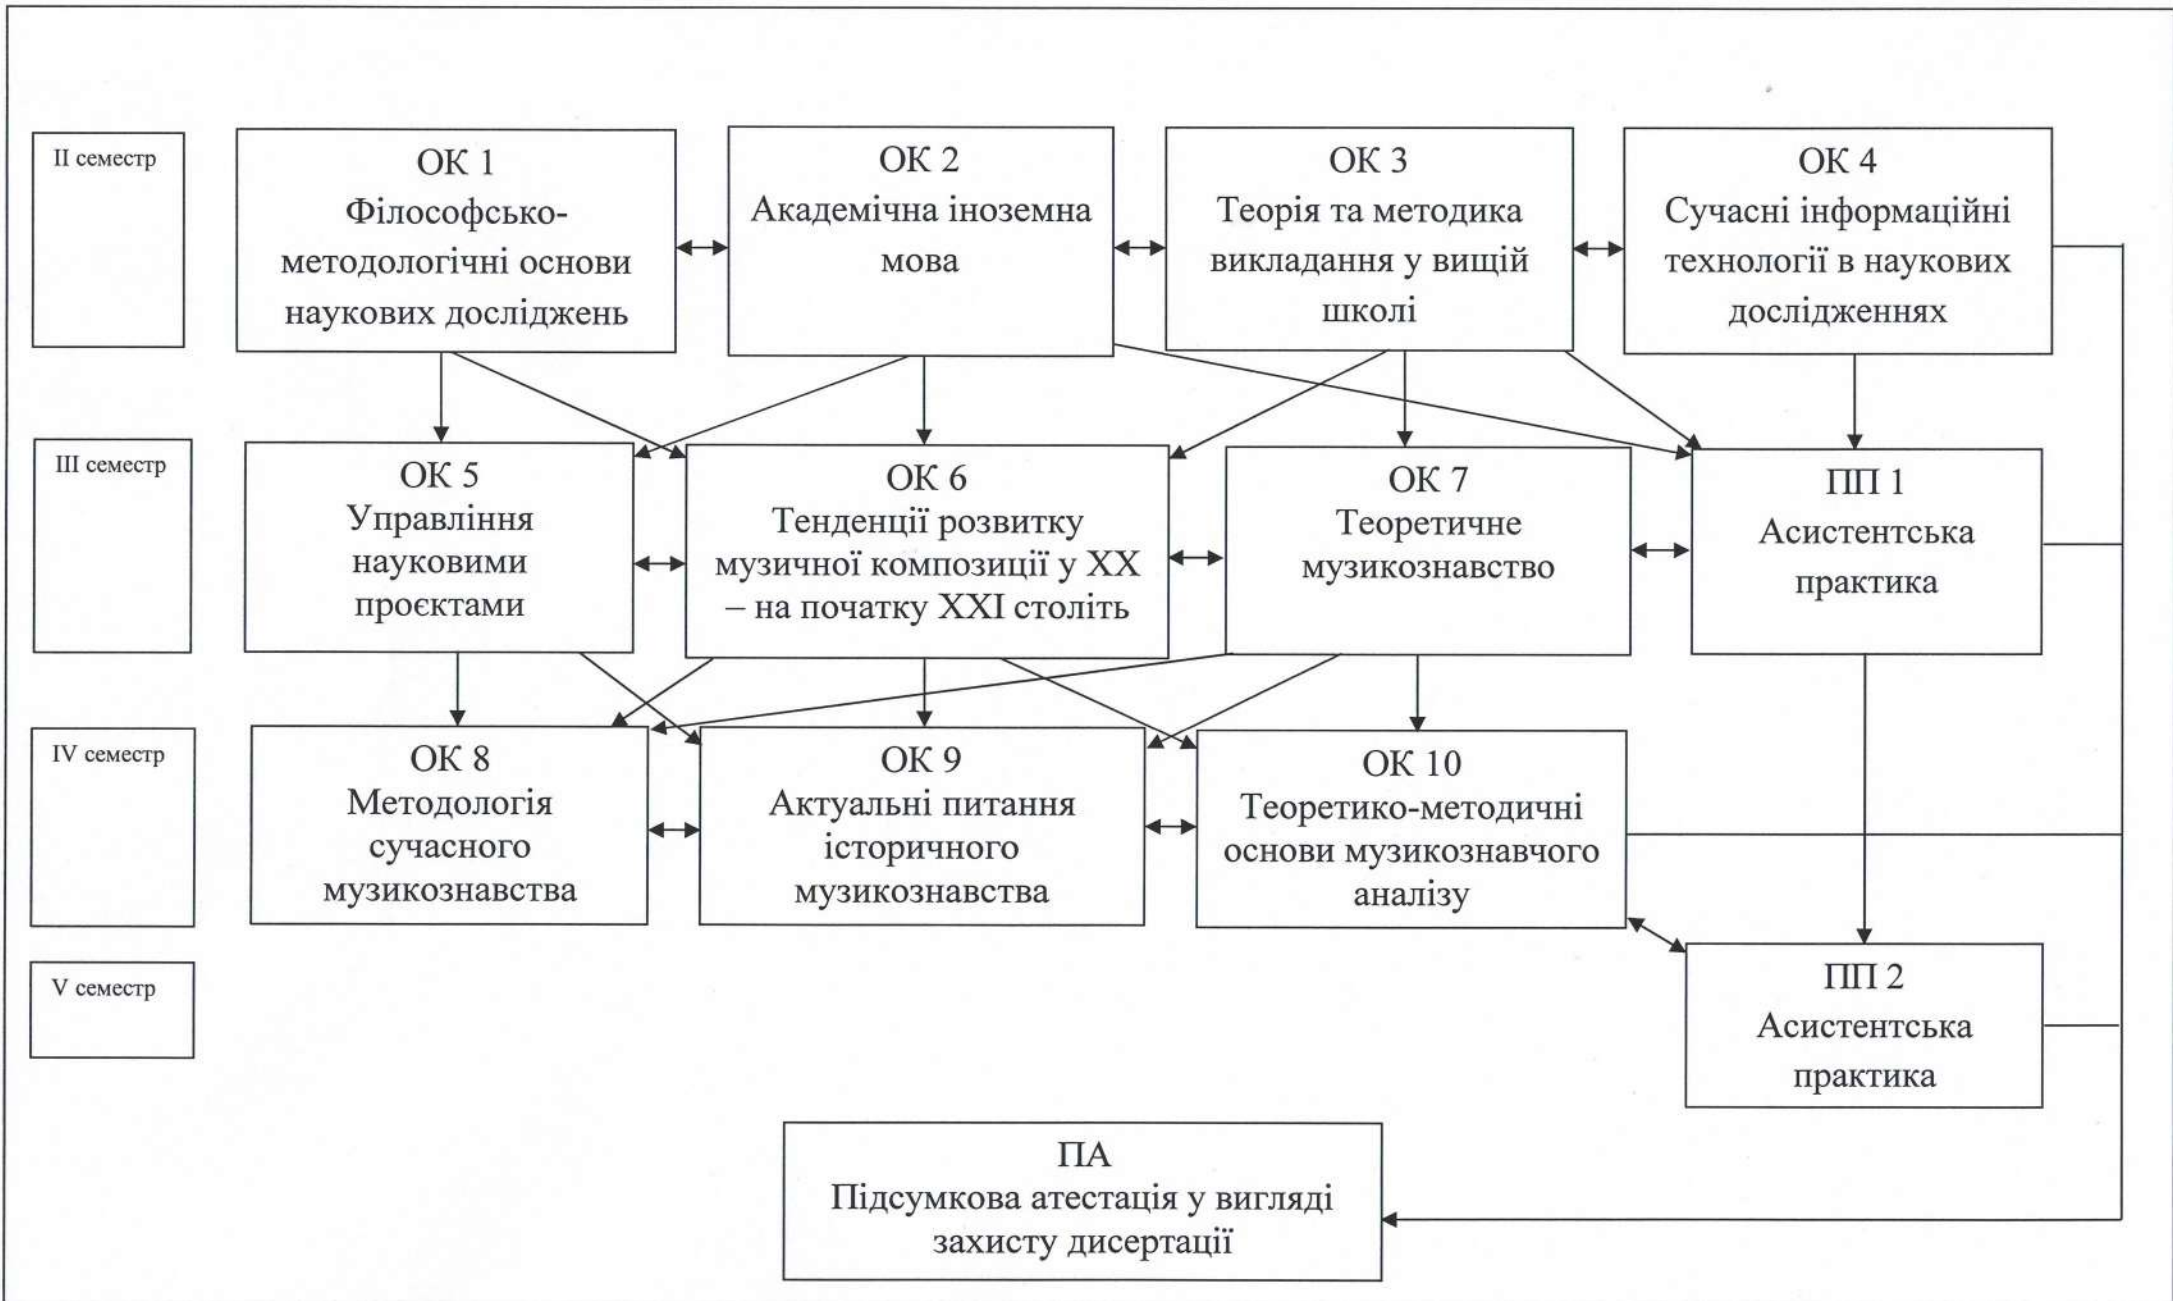 II семестр
ОК 1
Філософсько-
методологічні основи
наукових досліджень
ОК 2
Академічна іноземна
мова
ОК 3
Теорія та методика
викладання у вищій
школі
ОК 4
Сучасні інформаційні
технології в наукових
дослідженнях
III семестр
ОК 5
Управління
науковими
проєктами
ОК 6
Тенденції розвитку
музичної композиції у ХХ
– на початку ХХІ століть
ОК 7
Теоретичне
музикознавство
ПП 1
Асистентська
практика
IV семестр
ОК 8
Методологія
сучасного
музикознавства
ОК 9
Актуальні питання
історичного
музикознавства
ОК 10
Теоретико-методичні
основи музикознавчого
аналізу
V семестр
ПП 2
Асистентська
практика
ПА
Підсумкова атестація у вигляді
захисту дисертації